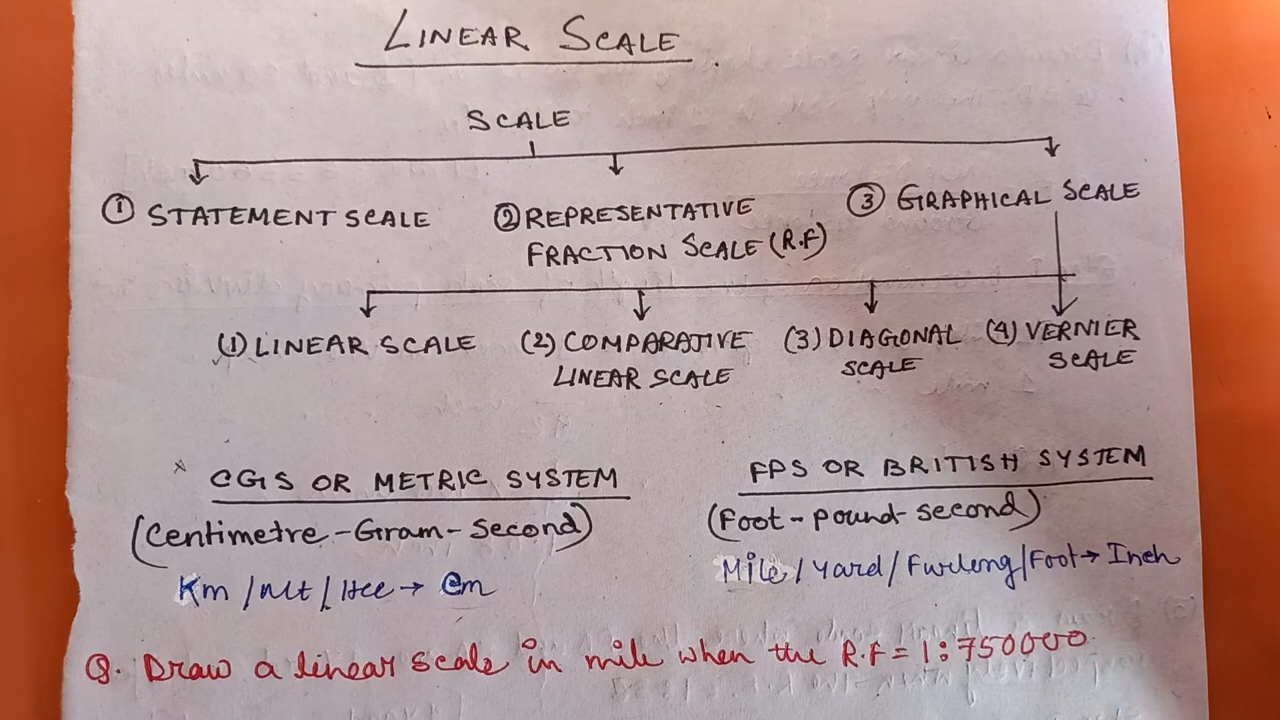 LINEAR SCALE
SCALE
① STATEMENT SCALE
② REPRESENTATIVE
FRACTION SCALE (R.F)
③ GRAPHICAL SCALE
(1) LINEAR SCALE
(2) COMPARATIVE
LINEAR SCALE
(3) DIAGONAL
SCALE
(4) VERNIER
SCALE
CGS OR METRIC SYSTEM
(Centimetre-Gram-Second)
Km / Mt / Hec → cm
FPS OR BRITISH SYSTEM
(Foot-pound-second)
Mile / Yard / Furlong / Foot → Inch
Q. Draw a linear scale in mile when the R.F = 1:750000